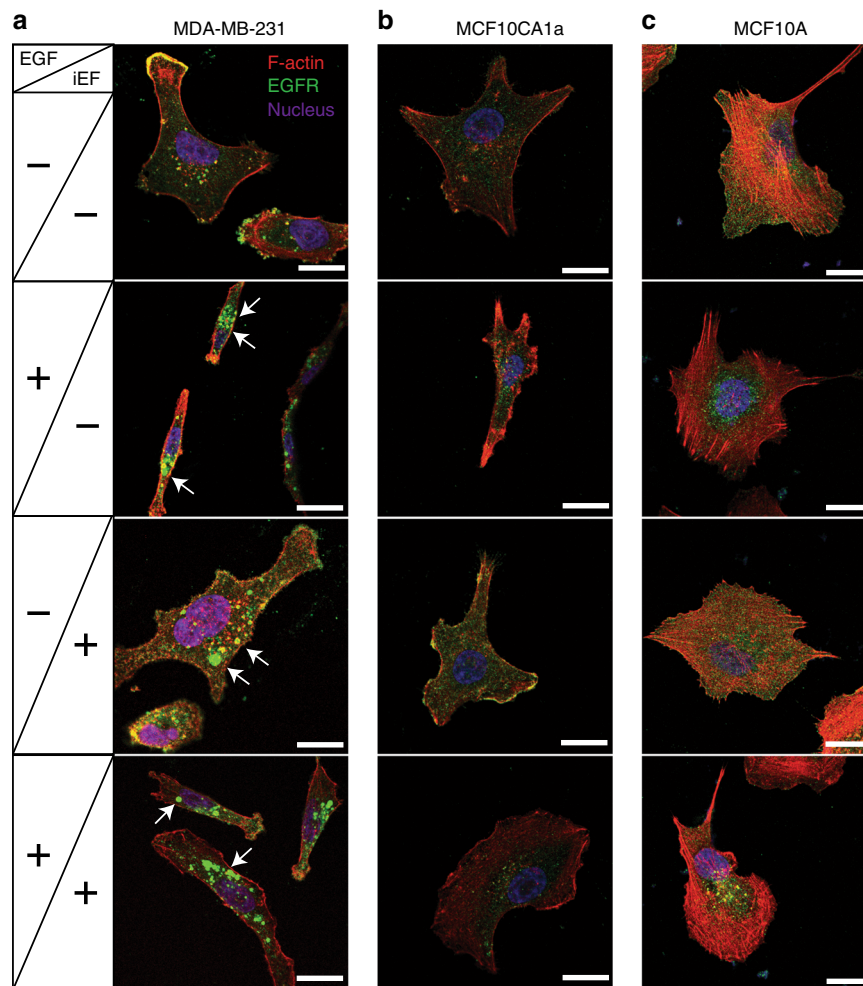 a
MDA-MB-231
b
MCF10CA1a
c
MCF10A
EGF
iEF
F-actin
EGFR
Nucleus
−
−
+
−
−
+
+
+